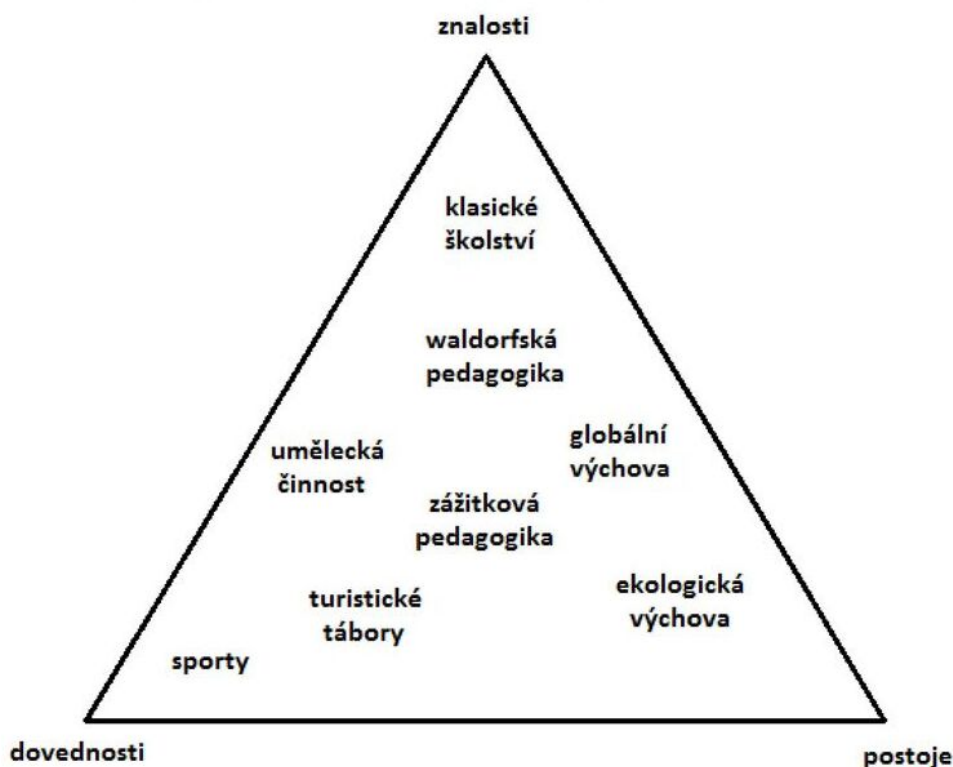 znalosti
klasické
školství
waldorfská
pedagogika
umělecká
činnost
globální
výchova
zážitková
pedagogika
turistické
tábory
ekologická
výchova
sporty
dovednosti
postoje